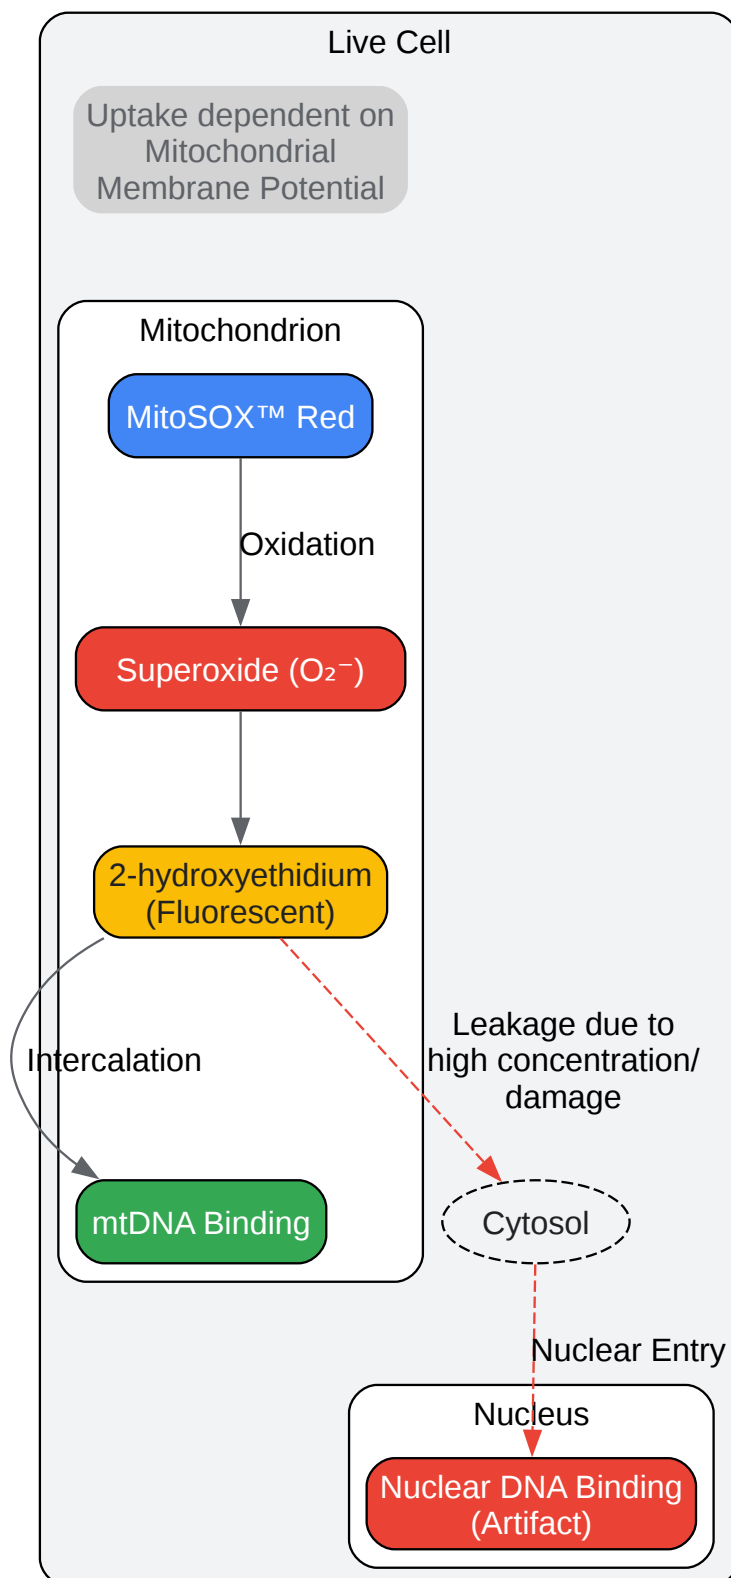 Live Cell
Uptake dependent on
Mitochondrial
Membrane Potential
Mitochondrion
MitoSOX™ Red
Oxidation
Superoxide (O₂⁻)
2-hydroxyethidium
(Fluorescent)
Leakage due to
high concentration/
damage
Intercalation
mtDNA Binding
Cytosol
Nuclear Entry
Nucleus
Nuclear DNA Binding
(Artifact)